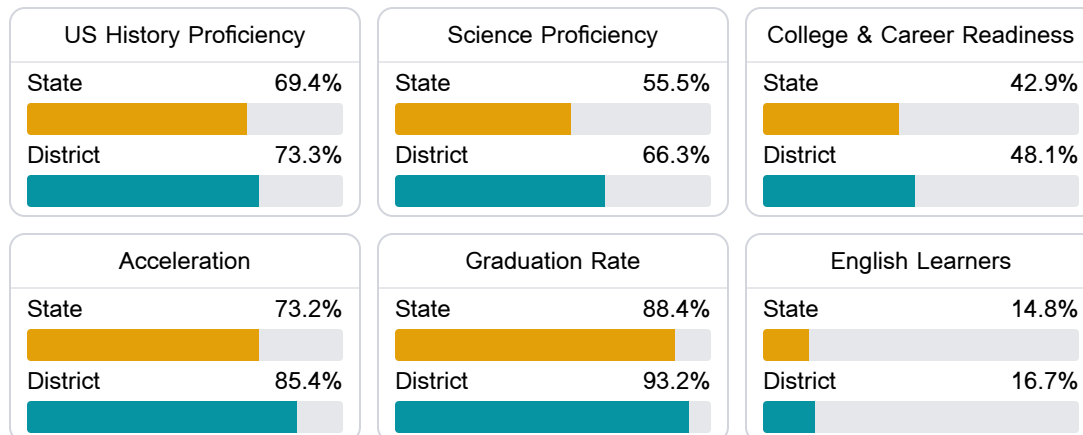 US History Proficiency
State 69.4%
District 73.3%
Science Proficiency
State 55.5%
District 66.3%
College & Career Readiness
State 42.9%
District 48.1%
Acceleration
State 73.2%
District 85.4%
Graduation Rate
State 88.4%
District 93.2%
English Learners
State 14.8%
District 16.7%